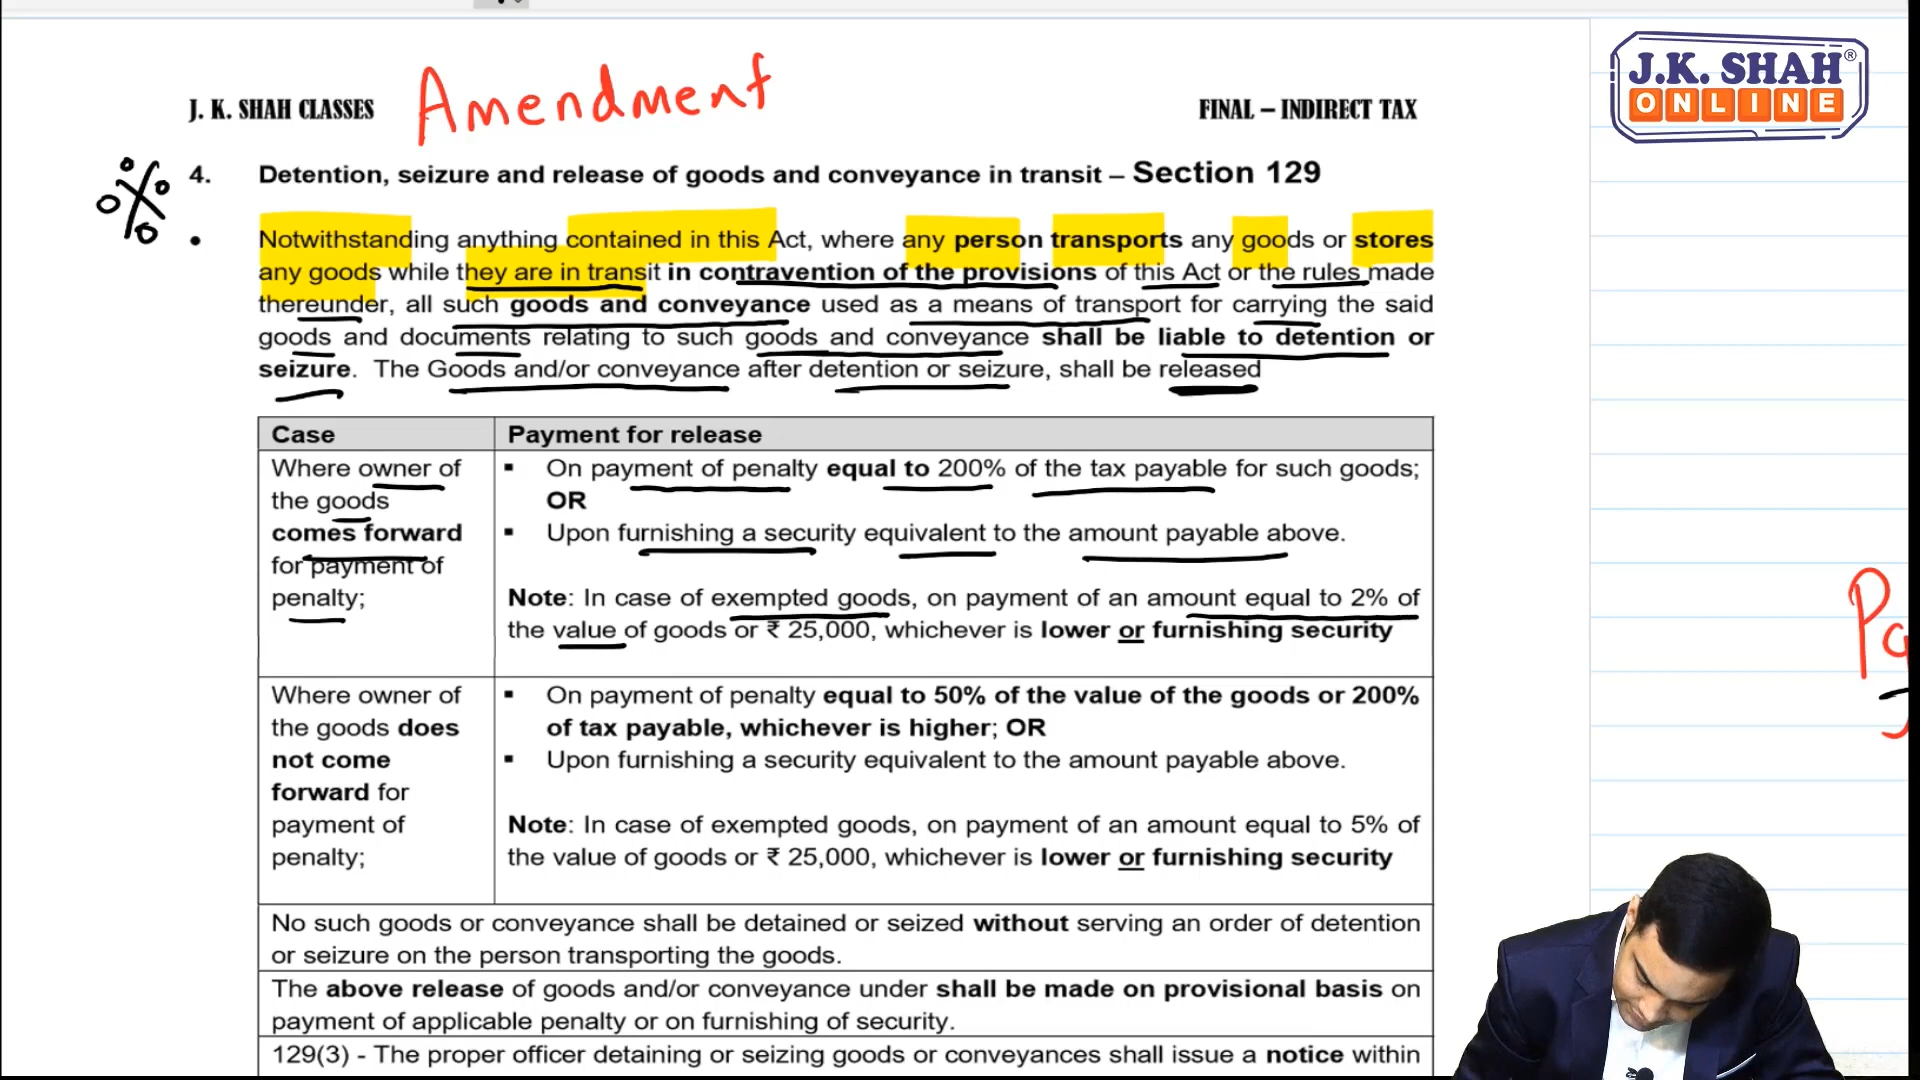 J.K. SHAH®
ONLINE
J. K. SHAH CLASSES Amendment FINAL – INDIRECT TAX
4. Detention, seizure and release of goods and conveyance in transit – Section 129
• Notwithstanding anything contained in this Act, where any person transports any goods or stores
any goods while they are in transit in contravention of the provisions of this Act or the rules made
thereunder, all such goods and conveyance used as a means of transport for carrying the said
goods and documents relating to such goods and conveyance shall be liable to detention or
seizure. The Goods and/or conveyance after detention or seizure, shall be released
Case Payment for release
Where owner of
the goods
comes forward
for payment of
penalty;
▪ On payment of penalty equal to 200% of the tax payable for such goods;
OR
▪ Upon furnishing a security equivalent to the amount payable above.
Note: In case of exempted goods, on payment of an amount equal to 2% of
the value of goods or ₹ 25,000, whichever is lower or furnishing security
Where owner of
the goods does
not come
forward for
payment of
penalty;
▪ On payment of penalty equal to 50% of the value of the goods or 200%
of tax payable, whichever is higher; OR
▪ Upon furnishing a security equivalent to the amount payable above.
Note: In case of exempted goods, on payment of an amount equal to 5% of
the value of goods or ₹ 25,000, whichever is lower or furnishing security
No such goods or conveyance shall be detained or seized without serving an order of detention
or seizure on the person transporting the goods.
The above release of goods and/or conveyance under shall be made on provisional basis on
payment of applicable penalty or on furnishing of security.
129(3) - The proper officer detaining or seizing goods or conveyances shall issue a notice within